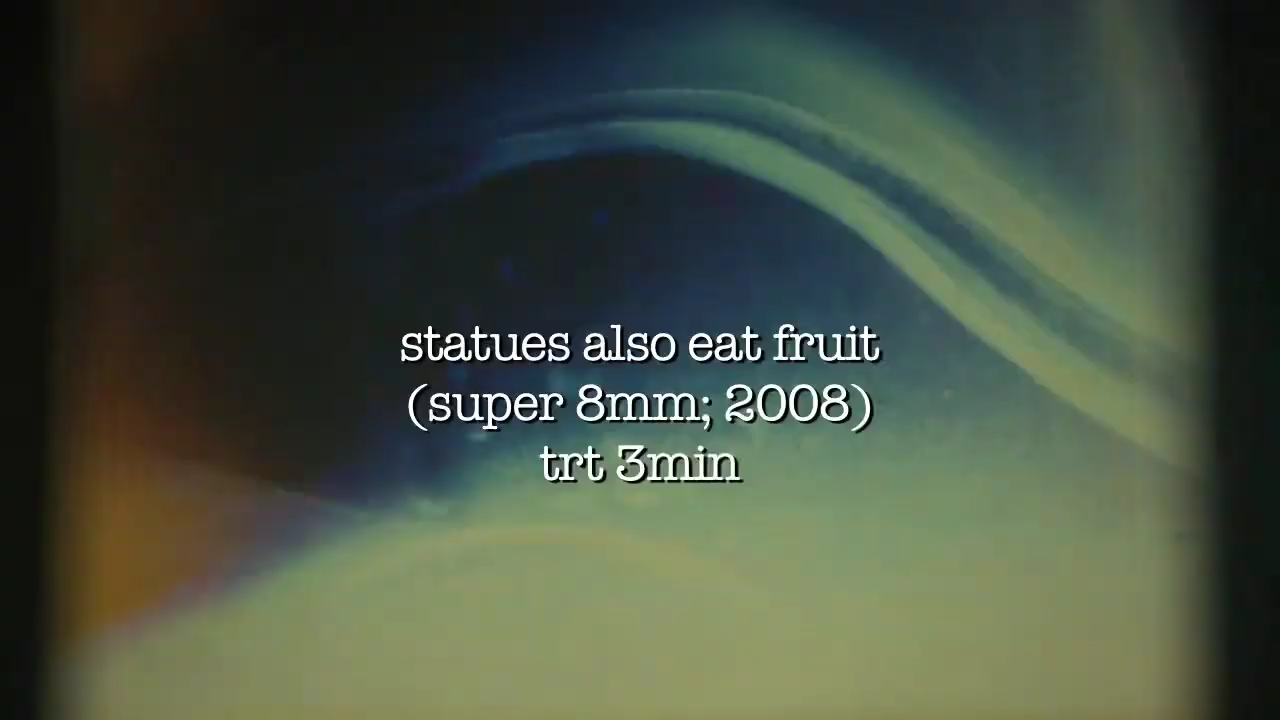 statues also eat fruit
(super 8mm; 2008)
trt 3min